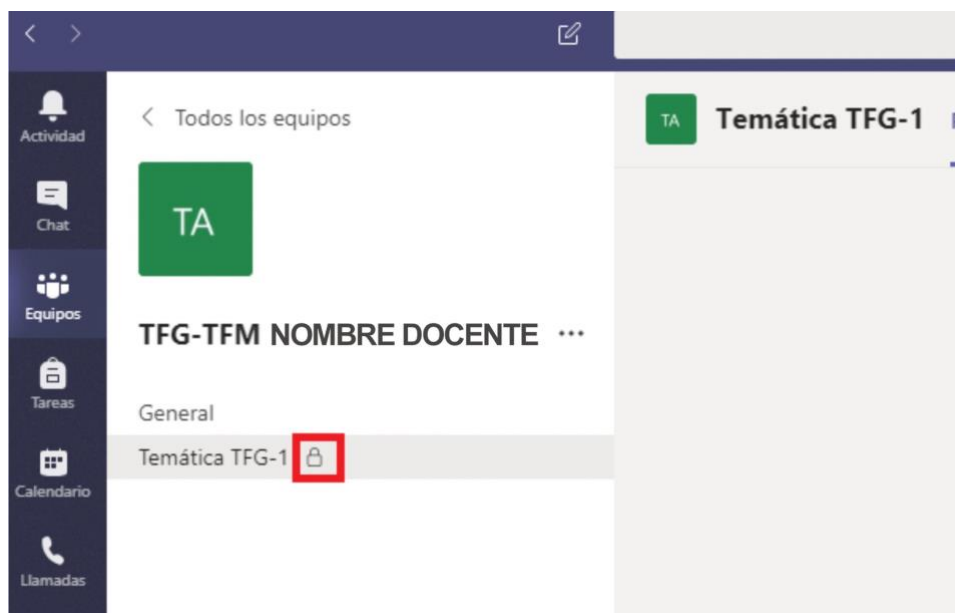 Actividad
Chat
Equipos
Tareas
Calendario
Llamadas
Todos los equipos
TA
TFG-TFM NOMBRE DOCENTE ...
General
Temática TFG-1
TA Temática TFG-1